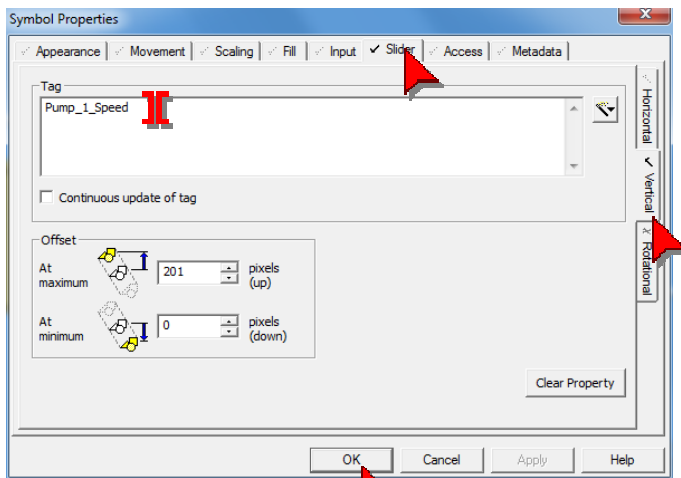 Symbol Properties
Appearance Movement Scaling Fill Input Slider Access Metadata
Tag
Pump_1_Speed
Continuous update of tag
Horizontal
Vertical
Rotational
Offset
At maximum 201 pixels (up)
At minimum 0 pixels (down)
Clear Property
OK Cancel Apply Help